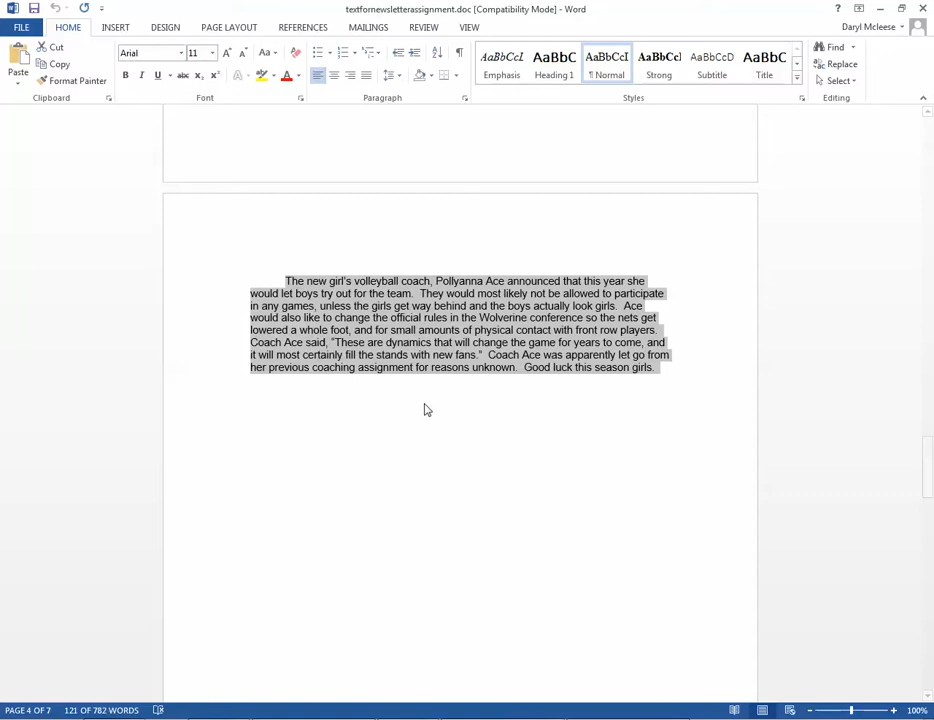 textfornewsletterassignment.doc [Compatibility Mode] - Word
FILE HOME INSERT DESIGN PAGE LAYOUT REFERENCES MAILINGS REVIEW VIEW Daryl Mcleese
Paste Cut Copy Format Painter
Arial 11
AaBbCcL AaBbC AaBbCcI AaBbCc AaBbCcD AaBbC
Emphasis Heading 1 ¶ Normal Strong Subtitle Title
Find Replace Select
Clipboard Font Paragraph Styles Editing
The new girl's volleyball coach, Pollyanna Ace announced that this year she
would let boys try out for the team.  They would most likely not be allowed to participate
in any games, unless the girls get way behind and the boys actually look girls.  Ace
would also like to change the official rules in the Wolverine conference so the nets get
lowered a whole foot, and for small amounts of physical contact with front row players.
Coach Ace said, “These are dynamics that will change the game for years to come, and
it will most certainly fill the stands with new fans.”  Coach Ace was apparently let go from
her previous coaching assignment for reasons unknown.  Good luck this season girls.
PAGE 4 OF 7 121 OF 782 WORDS 100%